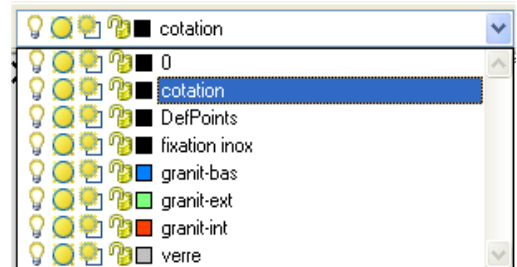 cotation
0
cotation
DefPoints
fixation inox
granit-bas
granit-ext
granit-int
verre